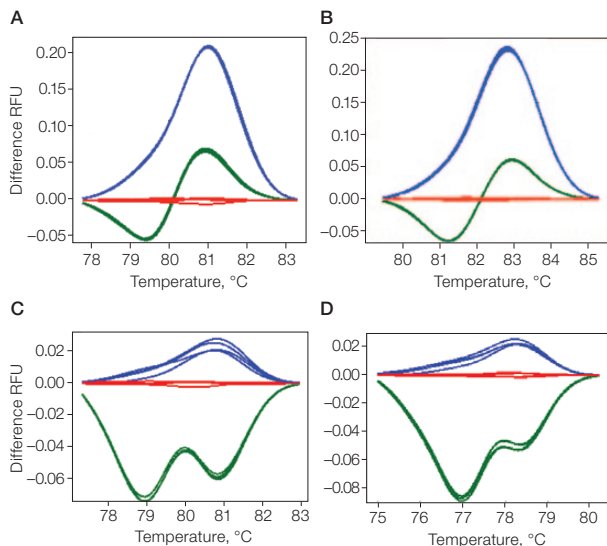 A
Difference RFU
0.20
0.15
0.10
0.05
0.00
−0.05
78 79 80 81 82 83
Temperature, °C
B
0.25
0.20
0.15
0.10
0.05
0.00
−0.05
80 81 82 83 84 85
Temperature, °C
C
Difference RFU
0.02
0.00
−0.02
−0.04
−0.06
78 79 80 81 82 83
Temperature, °C
D
0.02
0.00
−0.02
−0.04
−0.06
−0.08
75 76 77 78 79 80
Temperature, °C